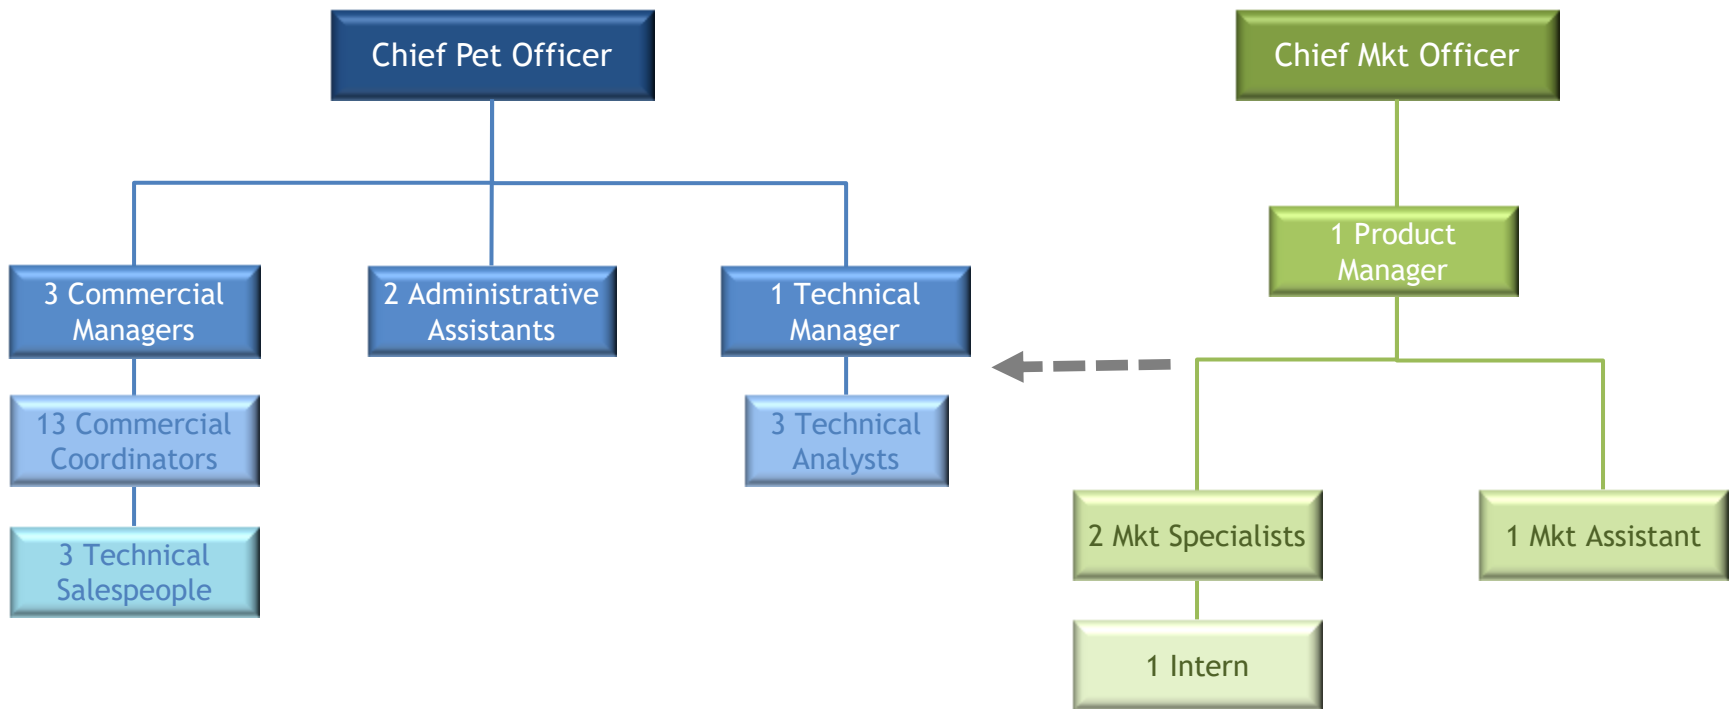 Chief Pet Officer
Chief Mkt Officer
1 Product
Manager
3 Commercial
Managers
2 Administrative
Assistants
1 Technical
Manager
13 Commercial
Coordinators
3 Technical
Analysts
3 Technical
Salespeople
2 Mkt Specialists
1 Mkt Assistant
1 Intern